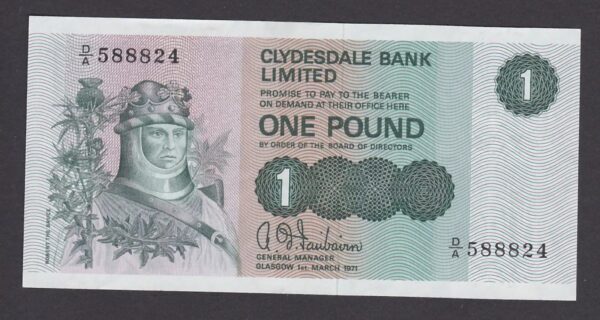 D/A 588824
CLYDESDALE BANK
LIMITED
PROMISE TO PAY TO THE BEARER
ON DEMAND AT THEIR OFFICE HERE
ONE POUND
BY ORDER OF THE BOARD OF DIRECTORS
1
1
A. R. Fairbairn
GENERAL MANAGER
GLASGOW 1ST. MARCH 1971
D/A 588824
ROBERT THE BRUCE